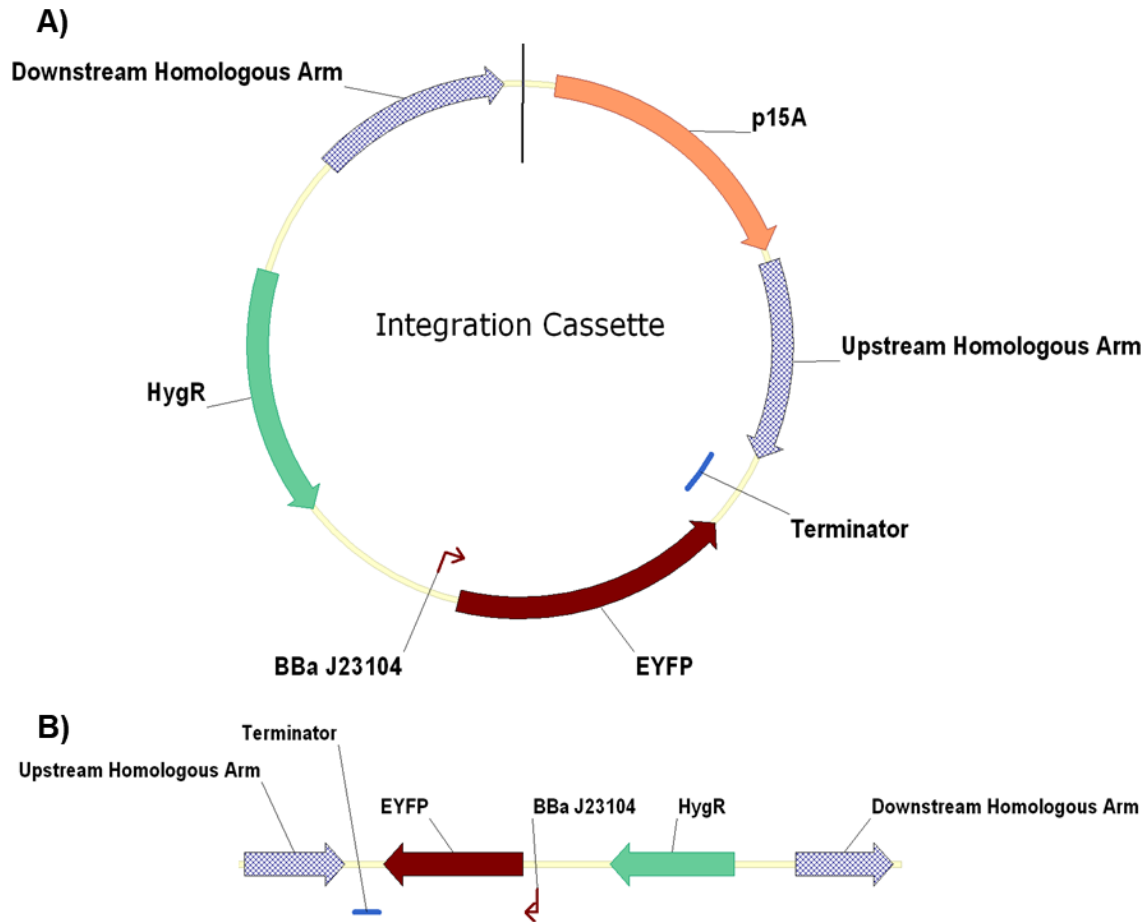 A)
Downstream Homologous Arm
p15A
Integration Cassette
Upstream Homologous Arm
HygR
Terminator
BBa J23104
EYFP
B)
Terminator
Upstream Homologous Arm
EYFP
BBa J23104
HygR
Downstream Homologous Arm